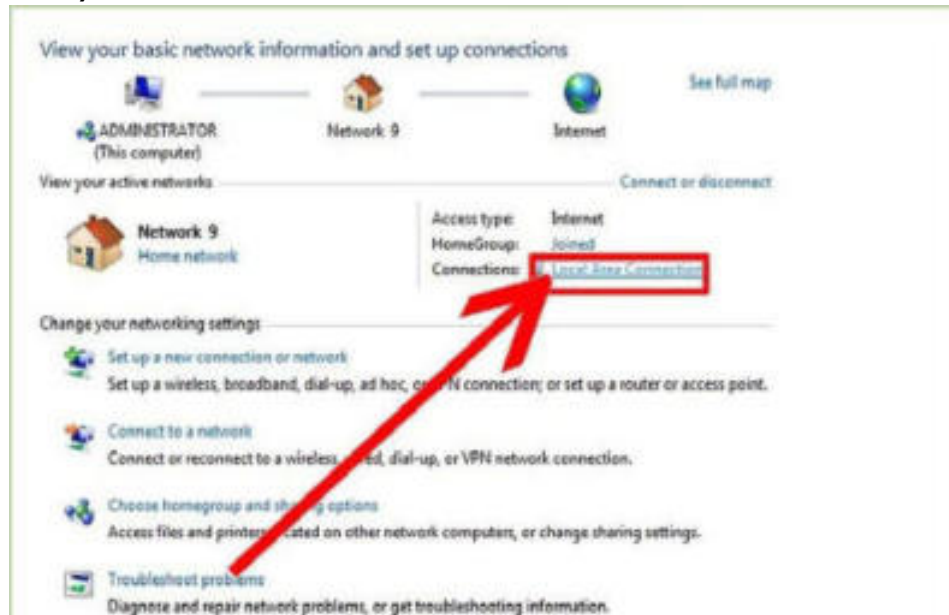 View your basic network information and set up connections
See full map
ADMINISTRATOR
(This computer)
Network 9
Internet
View your active networks
Connect or disconnect
Network 9
Home network
Access type: Internet
HomeGroup: Joined
Connections: Local Area Connection
Change your networking settings
Set up a new connection or network
Set up a wireless, broadband, dial-up, ad hoc, or VPN connection; or set up a router or access point.
Connect to a network
Connect or reconnect to a wireless, wired, dial-up, or VPN network connection.
Choose homegroup and sharing options
Access files and printers located on other network computers, or change sharing settings.
Troubleshoot problems
Diagnose and repair network problems, or get troubleshooting information.